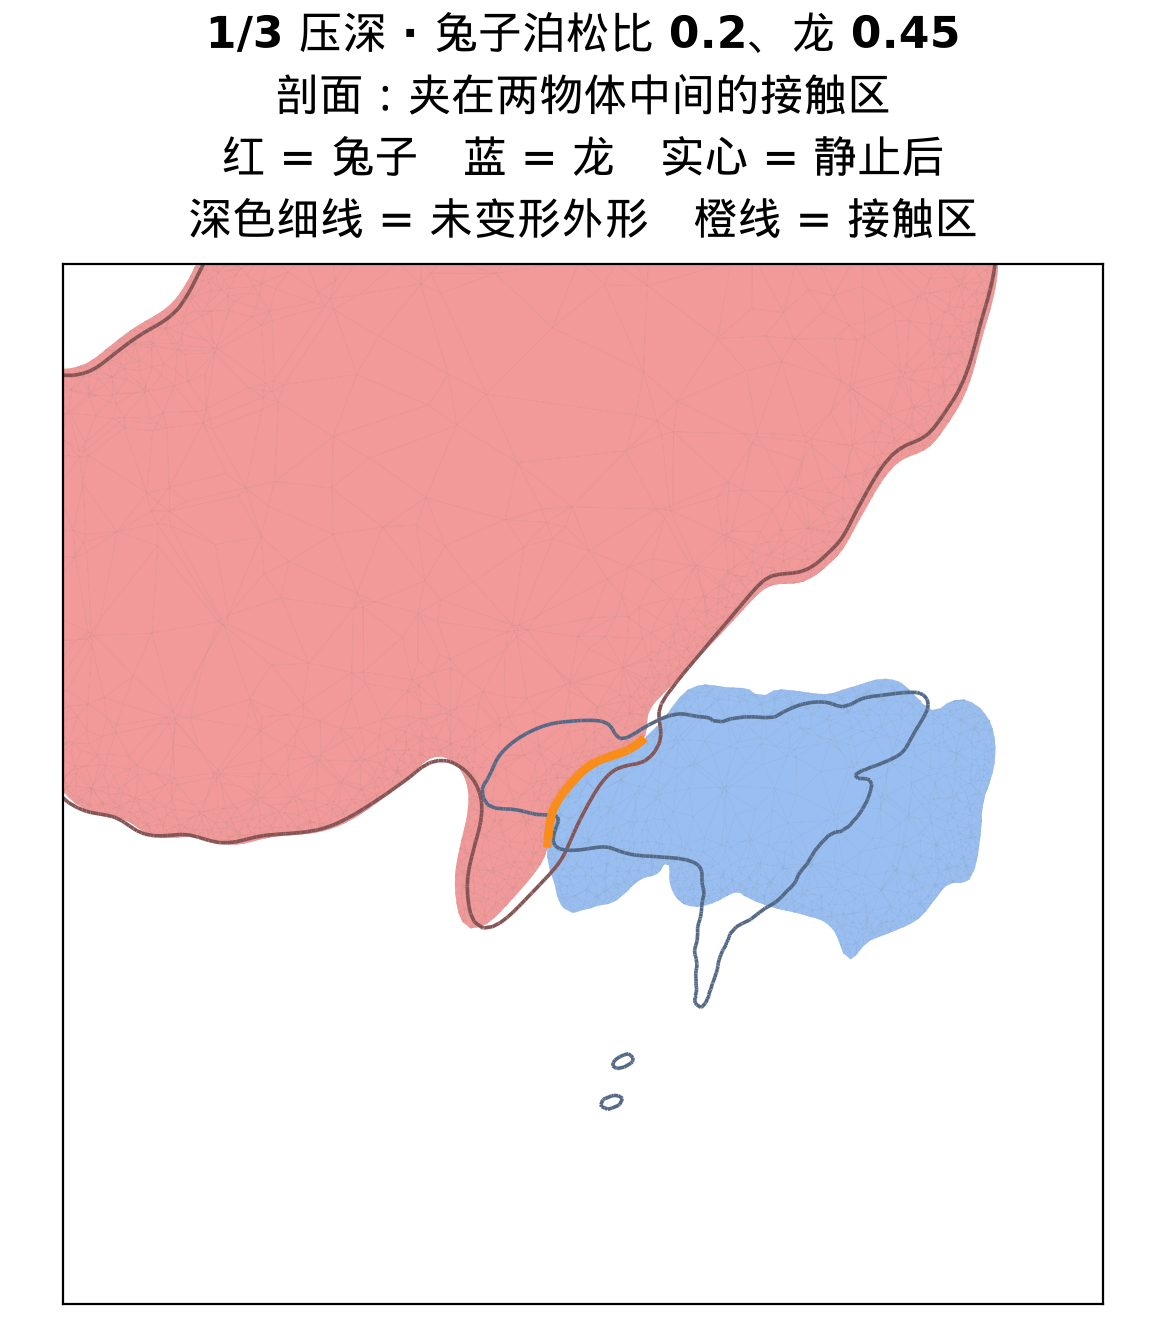 1/3 压深 · 兔子泊松比 0.2、龙 0.45
剖面：夹在两物体中间的接触区
红 = 兔子 蓝 = 龙 实心 = 静止后
深色细线 = 未变形外形 橙线 = 接触区